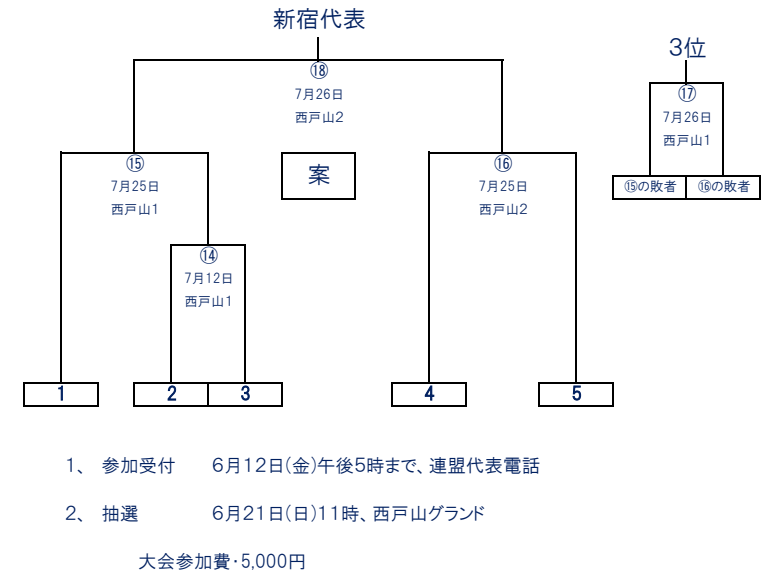 新宿代表
⑱
7月26日
西戸山2
3位
⑰
7月26日
西戸山1
⑮の敗者 ⑯の敗者
⑮
7月25日
西戸山1
案
⑯
7月25日
西戸山2
⑭
7月12日
西戸山1
1 2 3 4 5
1、 参加受付 6月12日(金)午後5時まで、連盟代表電話
2、 抽選 6月21日(日)11時、西戸山グランド
大会参加費・5,000円